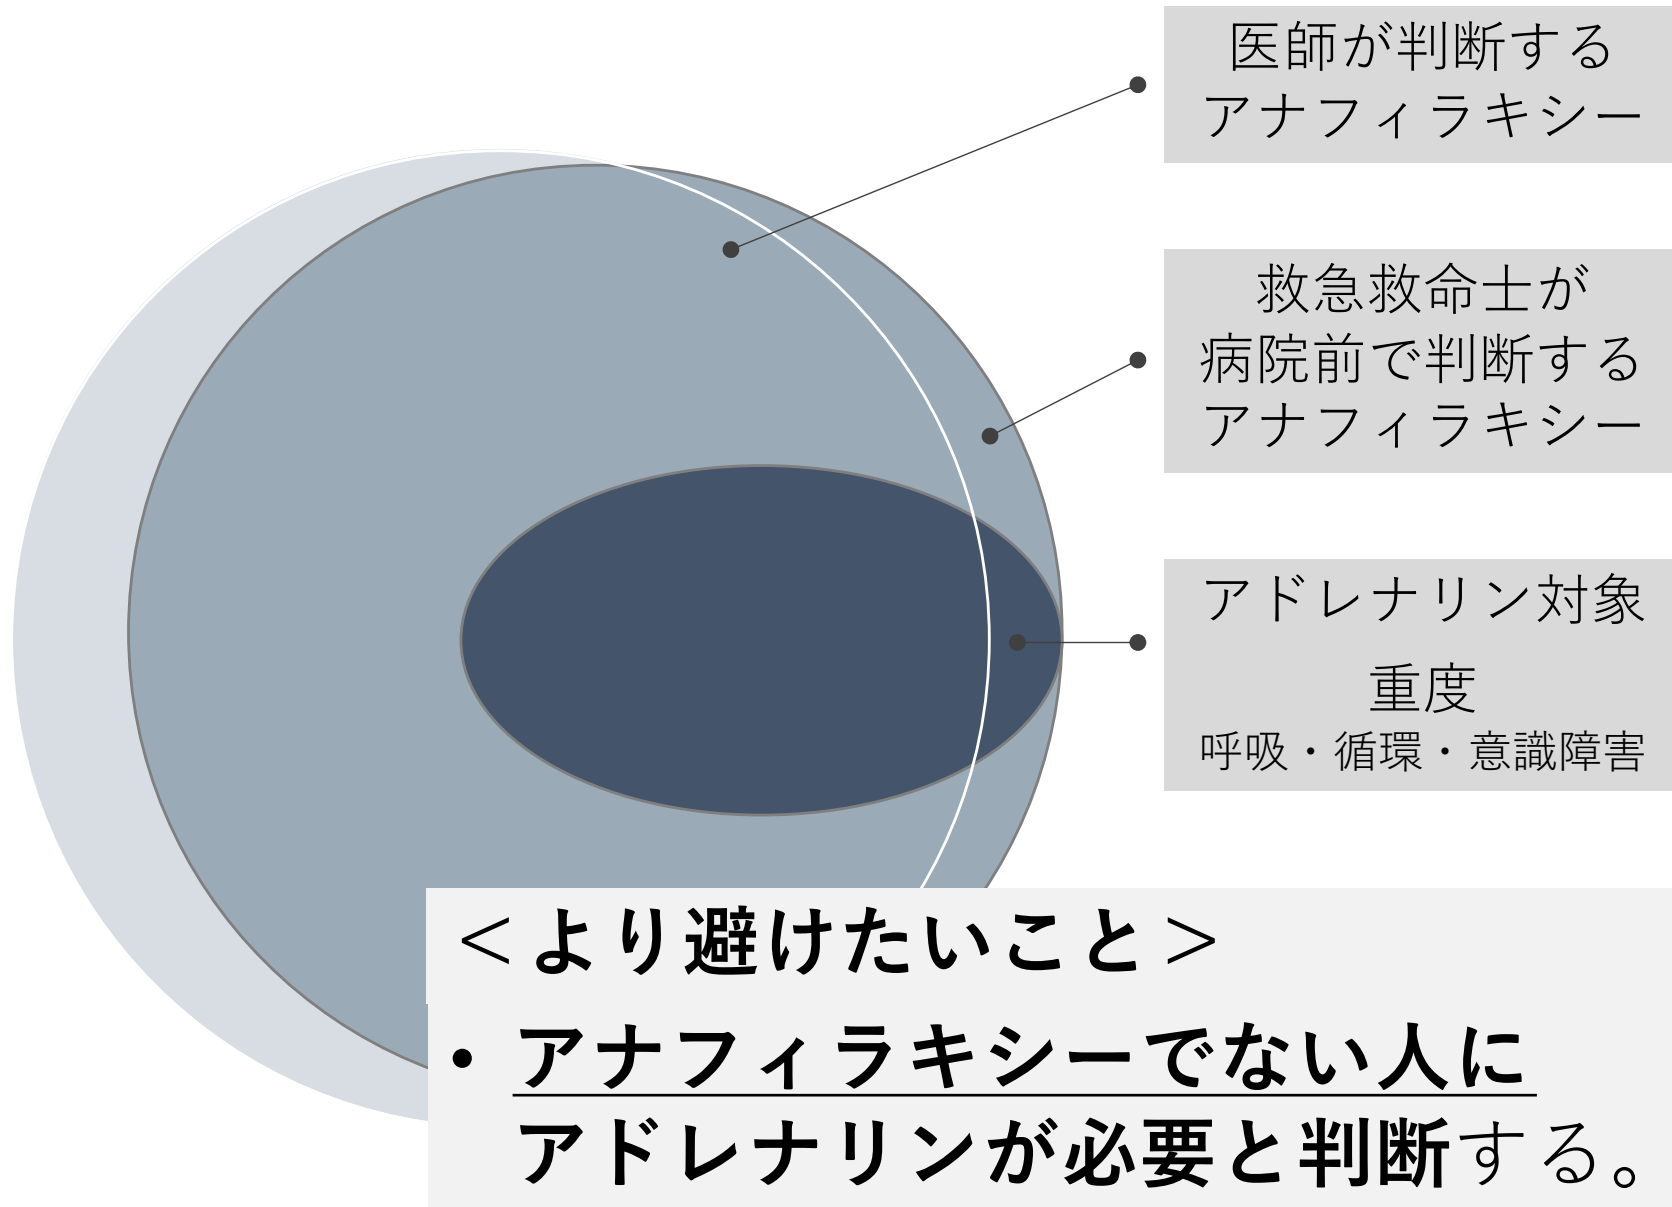 医師が判断する
アナフィラキシー
救急救命士が
病院前で判断する
アナフィラキシー
アドレナリン対象
重度
呼吸・循環・意識障害
＜より避けたいこと＞
・アナフィラキシーでない人に
アドレナリンが必要と判断する。